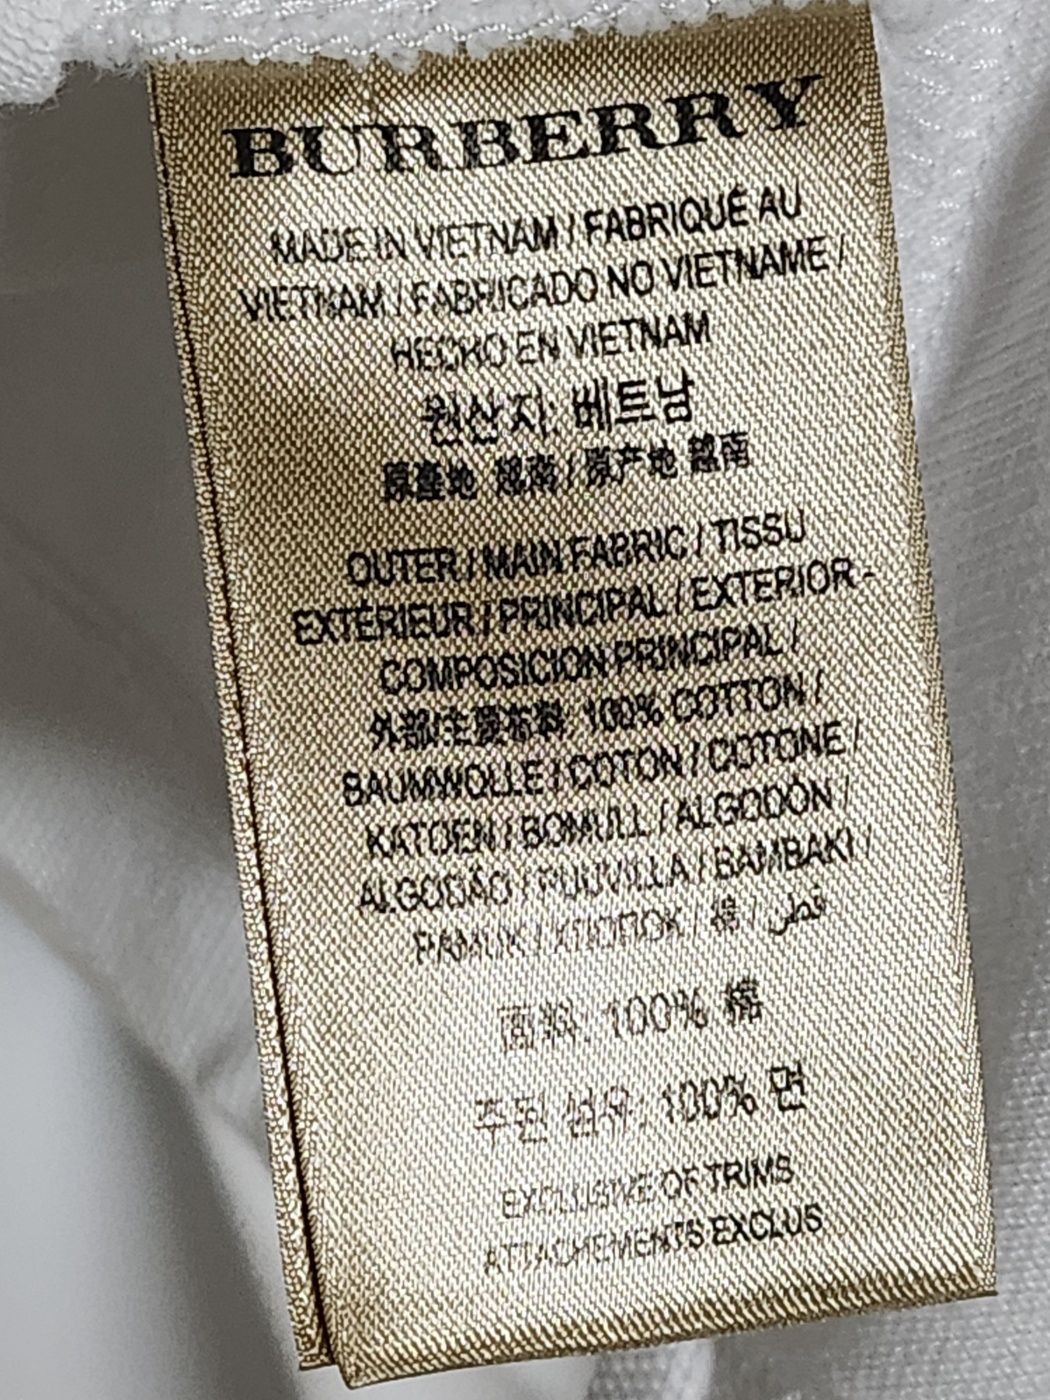 BURBERRY
MADE IN VIETNAM / FABRIQUÉ AU
VIETNAM / FABRICADO NO VIETNAME /
HECHO EN VIETNAM
원산지: 베트남
原産地 越南 / 原产地 越南
OUTER / MAIN FABRIC / TISSU
EXTÉRIEUR / PRINCIPAL / EXTERIOR -
COMPOSICION PRINCIPAL /
外部/主要布料 100% COTTON /
BAUMWOLLE / COTON / COTONE /
KATOEN / BOMULL / ALGODÓN /
ALGODÃO / PUUVILLA / BAMBAKI /
PAMUK / ХЛОПОК / 棉 / قطن
面料: 100% 棉
주된 섬유: 100% 면
EXCLUSIVE OF TRIMS
ATTACHEMENTS EXCLUS